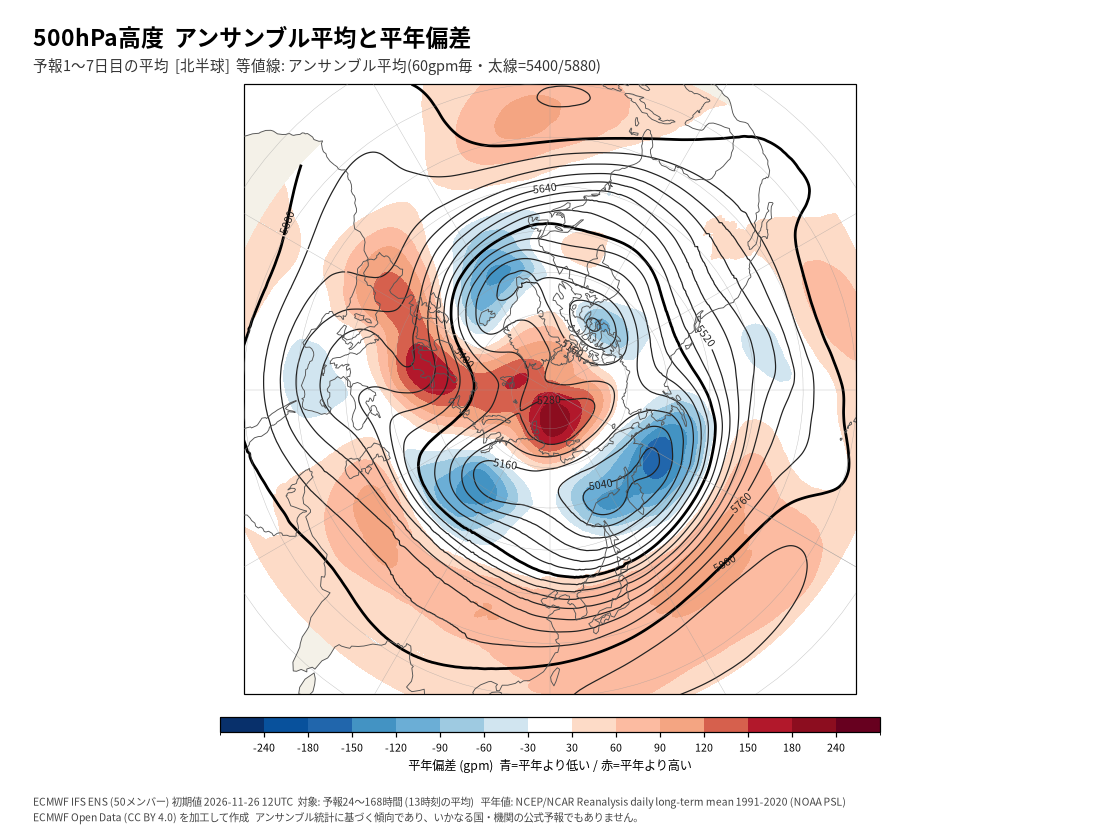 500hPa高度 アンサンブル平均と平年偏差
予報1～7日目の平均 [北半球] 等値線: アンサンブル平均(60gpm毎・太線=5400/5880)
5640
5880
5520
5400
5280
5160
5040
5760
5880
-240 -180 -150 -120 -90 -60 -30 30 60 90 120 150 180 240
平年偏差 (gpm) 青=平年より低い / 赤=平年より高い
ECMWF IFS ENS (50メンバー) 初期値 2026-11-26 12UTC 対象: 予報24～168時間 (13時刻の平均) 平年値: NCEP/NCAR Reanalysis daily long-term mean 1991-2020 (NOAA PSL)
ECMWF Open Data (CC BY 4.0) を加工して作成 アンサンブル統計に基づく傾向であり、いかなる国・機関の公式予報でもありません。